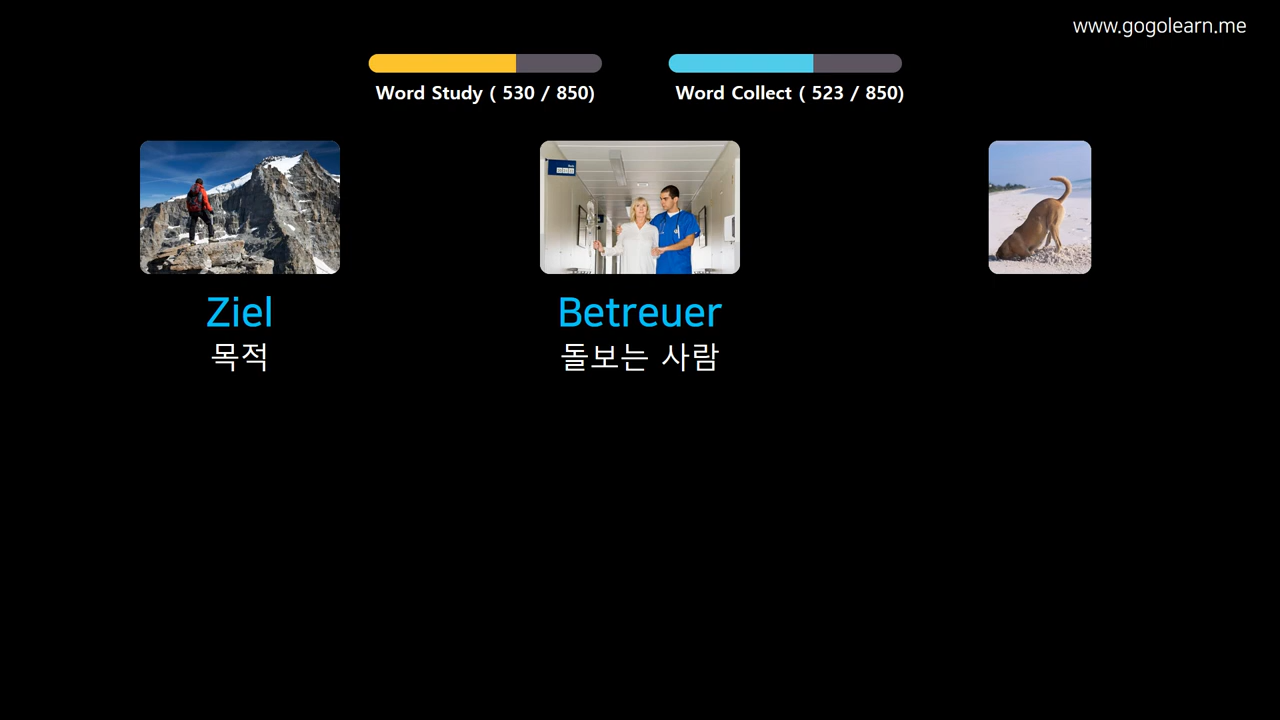 www.gogolearn.me
Word Study ( 530 / 850)
Word Collect ( 523 / 850)
Ziel
목적
Betreuer
돌보는 사람